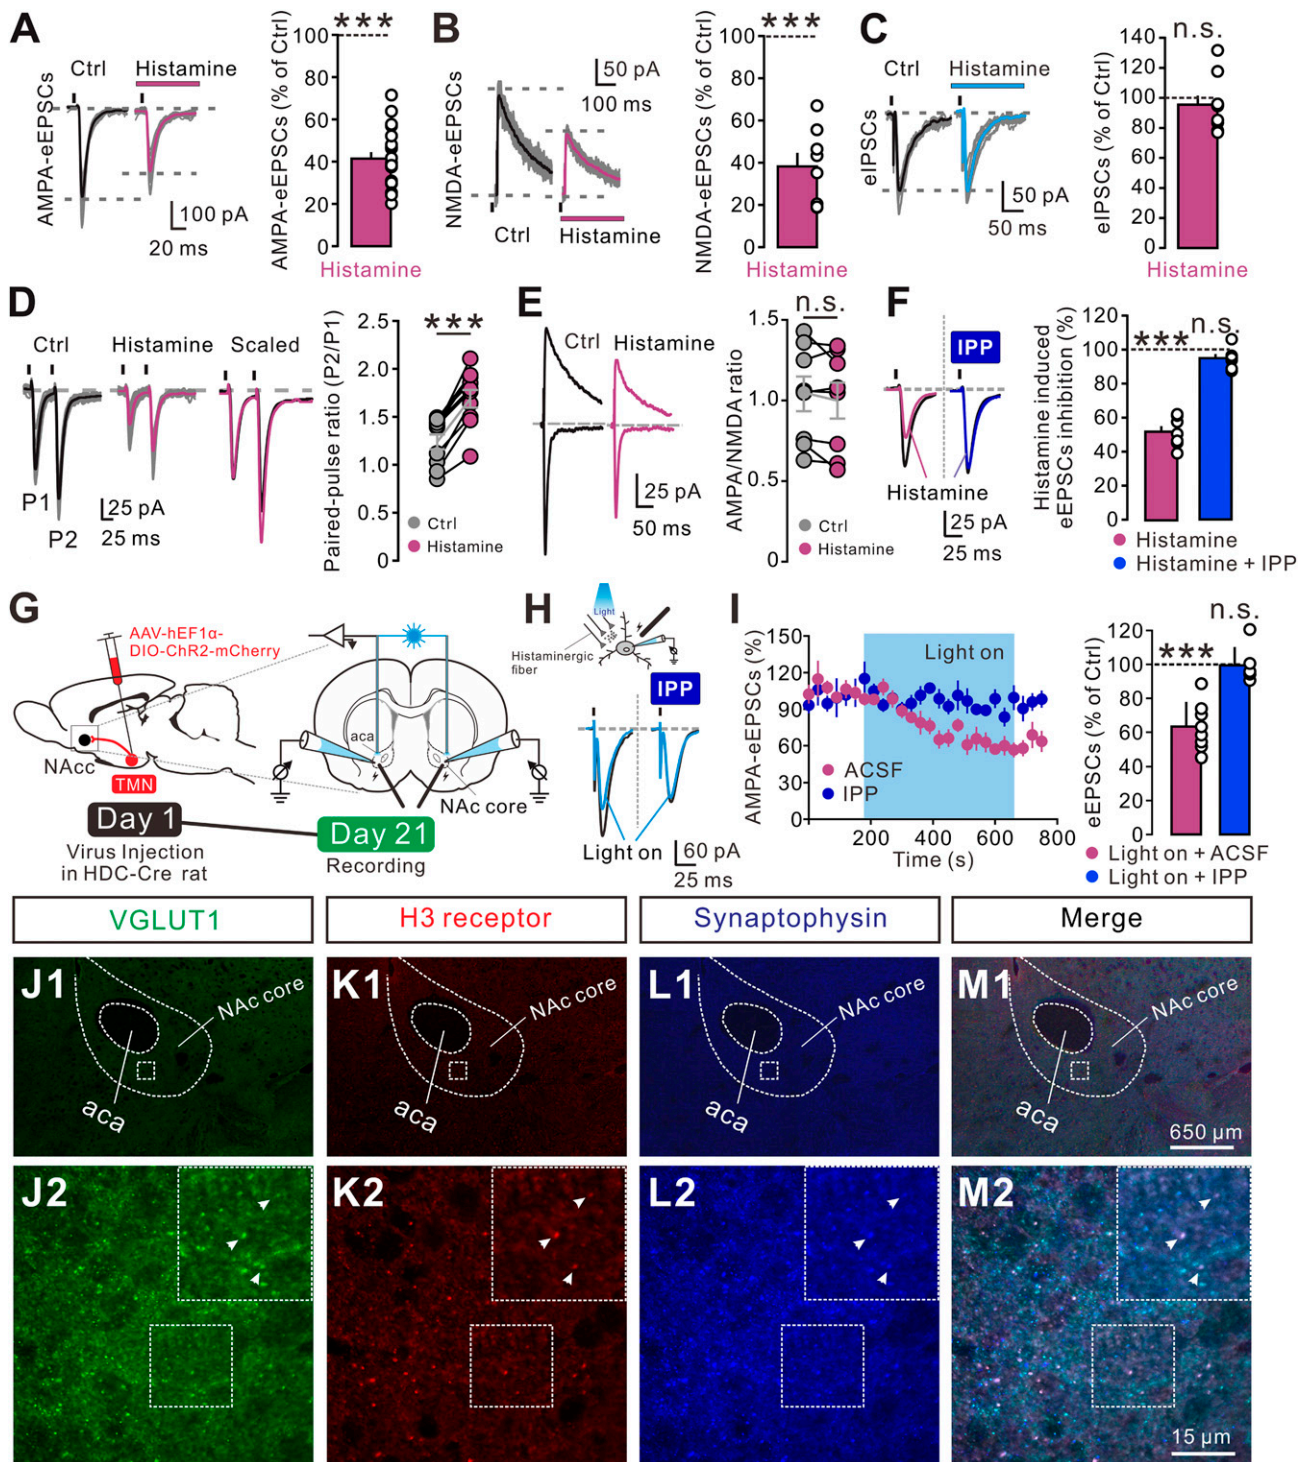 A
AMPA-eEPSCs
Ctrl
Histamine
100 pA
20 ms
AMPA-eEPSCs (% of Ctrl)
100
80
60
40
20
0
***
Histamine
B
NMDA-eEPSCs
50 pA
100 ms
Ctrl
Histamine
NMDA-eEPSCs (% of Ctrl)
100
80
60
40
20
0
***
Histamine
C
eIPSCs
Ctrl
Histamine
50 pA
50 ms
eIPSCs (% of Ctrl)
140
120
100
80
60
40
20
0
n.s.
Histamine
D
Ctrl
Histamine
Scaled
P1
P2
25 pA
25 ms
Paired-pulse ratio (P2/P1)
2.5
2.0
1.5
1.0
0.5
0
***
Ctrl
Histamine
E
Ctrl
Histamine
25 pA
50 ms
AMPA/NMDA ratio
1.5
1.0
0.5
0
n.s.
Ctrl
Histamine
F
IPP
Histamine
25 pA
25 ms
Histamine induced
eEPSCs inhibition (%)
120
100
80
60
40
20
0
***
n.s.
Histamine
Histamine + IPP
G
AAV-hEF1α-
DIO-ChR2-mCherry
NAcc
TMN
aca
NAc core
Day 1
Day 21
Virus Injection
in HDC-Cre rat
Recording
H
Light
Histaminergic
fiber
IPP
Light on
60 pA
25 ms
I
AMPA-eEPSCs (%)
150
120
90
60
30
0
Light on
ACSF
IPP
0
200
400
600
800
Time (s)
eEPSCs (% of Ctrl)
120
100
80
60
40
20
0
***
n.s.
Light on + ACSF
Light on + IPP
VGLUT1
H3 receptor
Synaptophysin
Merge
J1
NAc core
aca
K1
NAc core
aca
L1
NAc core
aca
M1
NAc core
aca
650 μm
J2
K2
L2
M2
15 μm